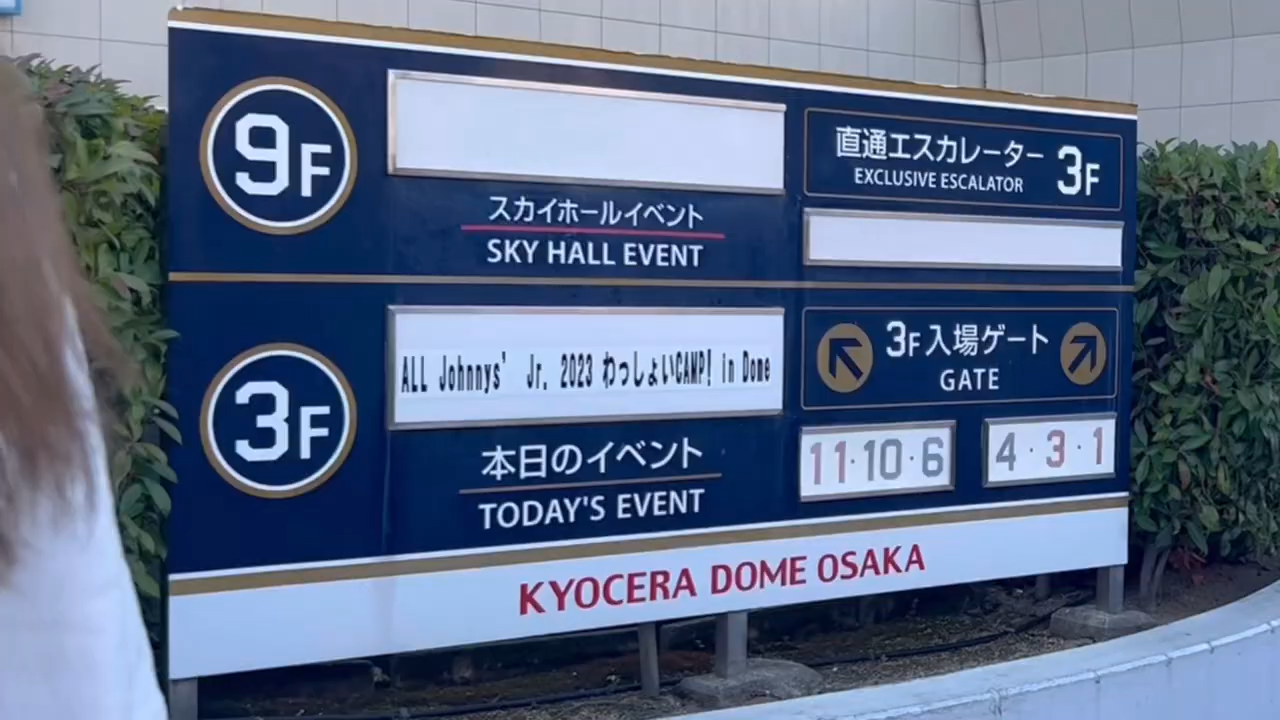 9F
スカイホールイベント
SKY HALL EVENT
直通エスカレーター 3F
EXCLUSIVE ESCALATOR
3F
ALL Johnnys' Jr. 2023 わっしょいCAMP! in Dome
本日のイベント
TODAY'S EVENT
3F入場ゲート
GATE
11·10·6
4·3·1
KYOCERA DOME OSAKA